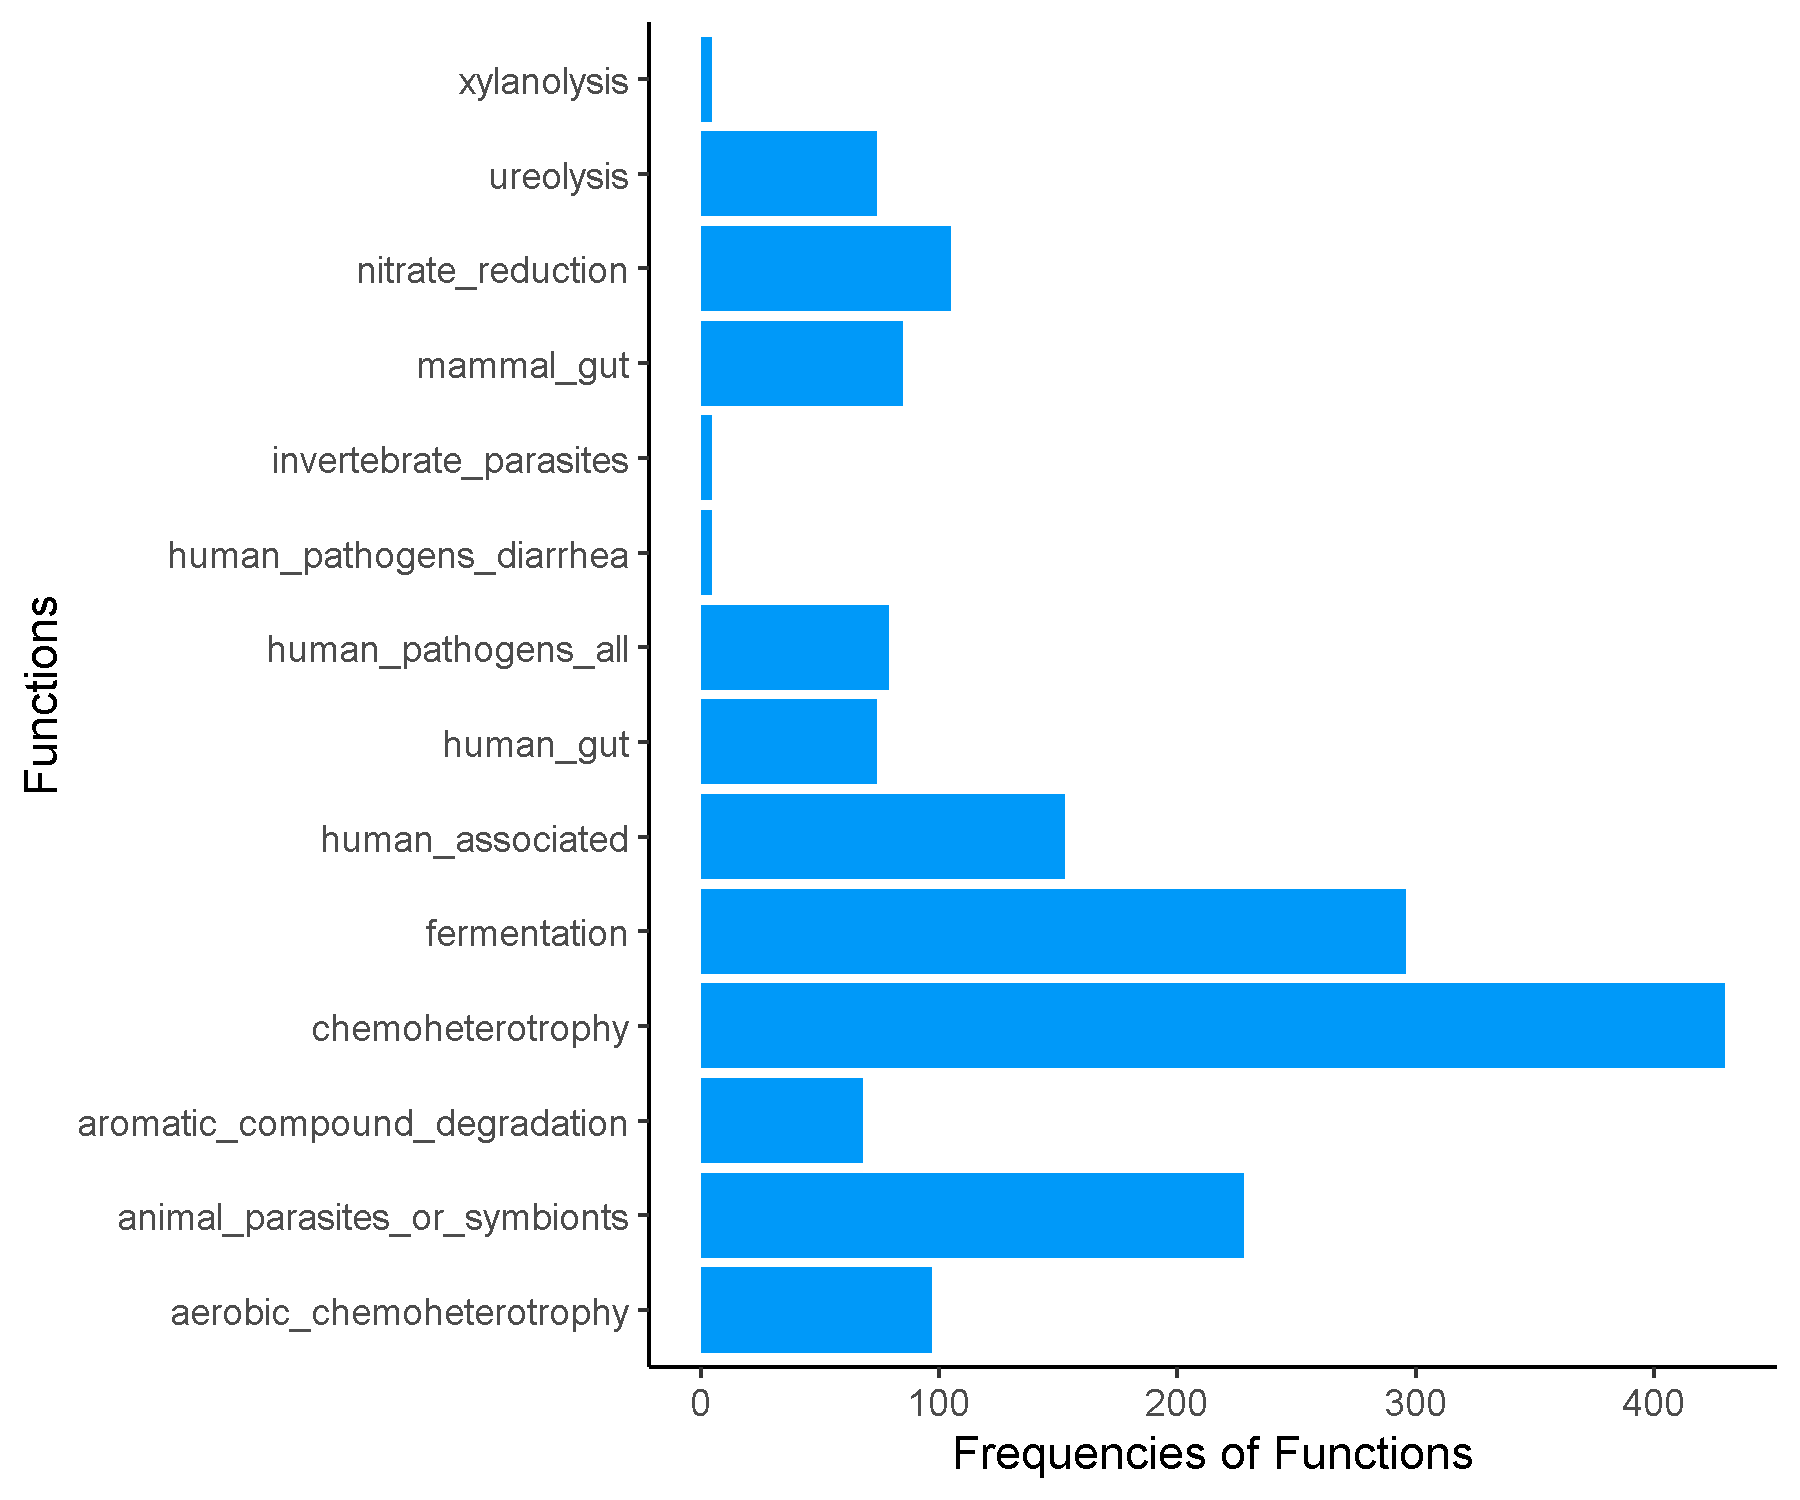 xylanolysis
ureolysis
nitrate_reduction
mammal_gut
invertebrate_parasites
human_pathogens_diarrhea
human_pathogens_all
human_gut
human_associated
fermentation
chemoheterotrophy
aromatic_compound_degradation
animal_parasites_or_symbionts
aerobic_chemoheterotrophy
Functions
0 100 200 300 400
Frequencies of Functions